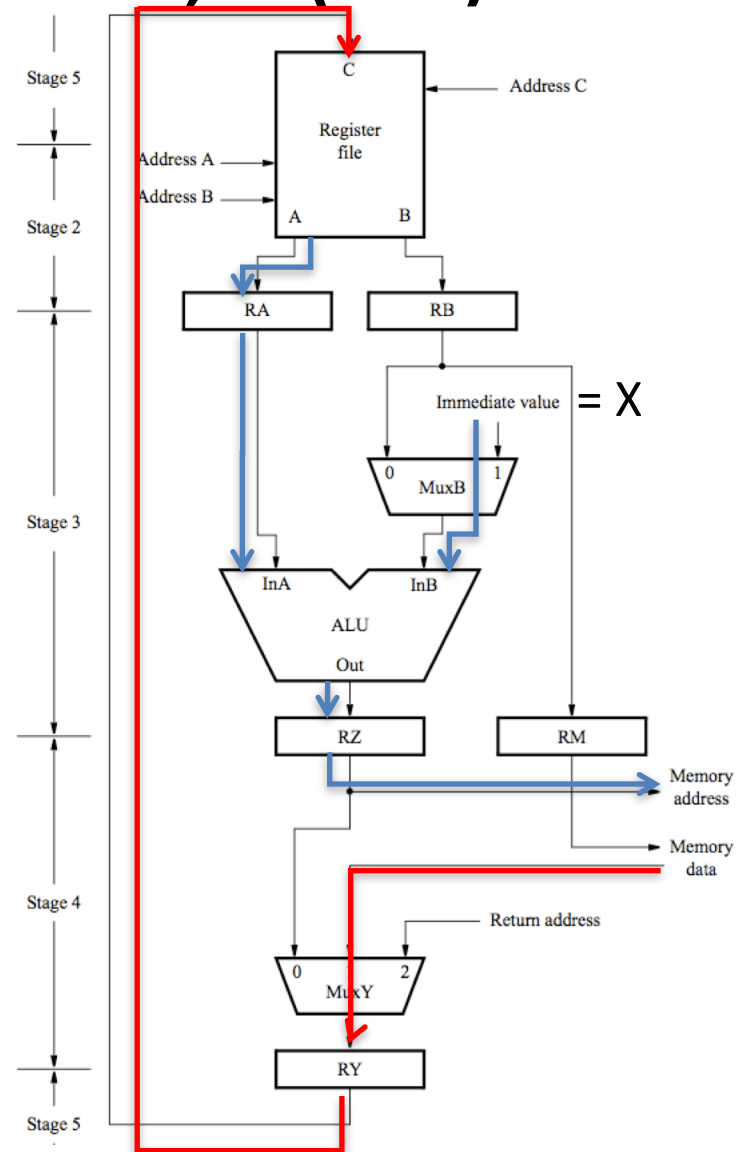 Stage 5
C
Address C
Register
file
Address A
Address B
A
B
Stage 2
RA
RB
Immediate value
= X
0
1
MuxB
Stage 3
InA
InB
ALU
Out
RZ
RM
Memory
address
Memory
data
Stage 4
Return address
0
2
MuxY
RY
Stage 5